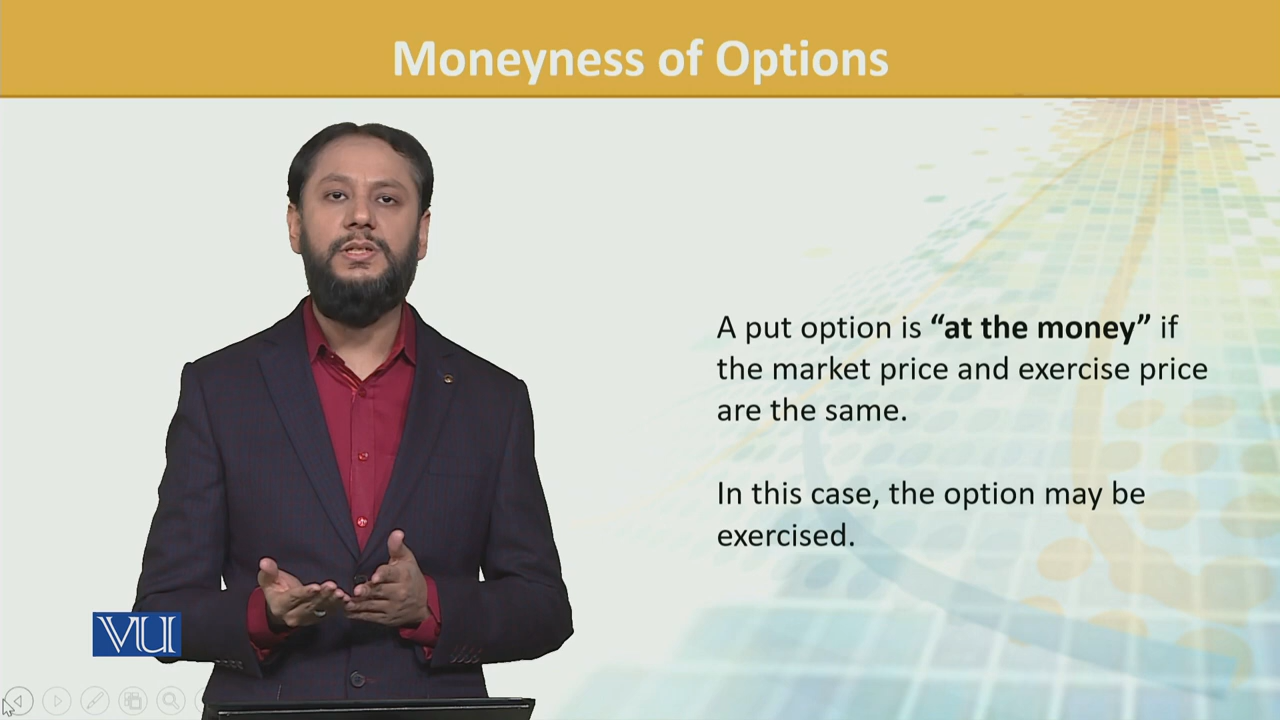 Moneyness of Options
A put option is “at the money” if
the market price and exercise price
are the same.
In this case, the option may be
exercised.
VU